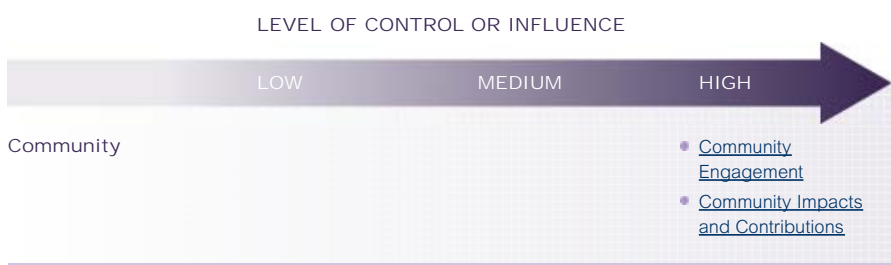 LEVEL OF CONTROL OR INFLUENCE
LOW MEDIUM HIGH
Community
Community
Engagement
Community Impacts
and Contributions